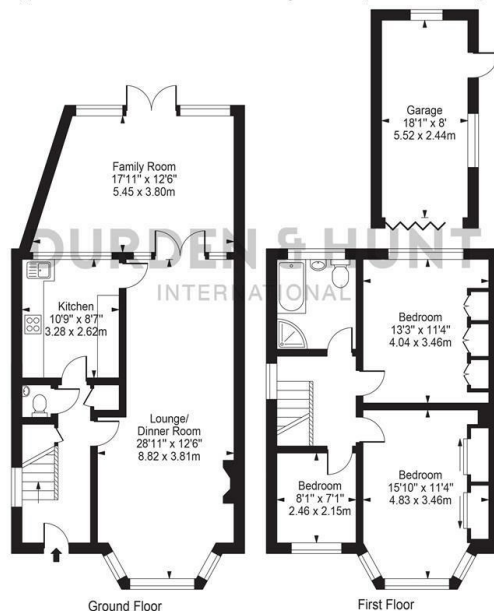 Garage
18'1" x 8'
5.52 x 2.44m
Family Room
17'11" x 12'6"
5.45 x 3.80m
DURDEN & HUNT
INTERNATIONAL
Kitchen
10'9" x 8'7"
3.28 x 2.62m
Bedroom
13'3" x 11'4"
4.04 x 3.46m
Lounge/
Dinner Room
28'11" x 12'6"
8.82 x 3.81m
Bedroom
8'1" x 7'1"
2.46 x 2.15m
Bedroom
15'10" x 11'4"
4.83 x 3.46m
Ground Floor
First Floor